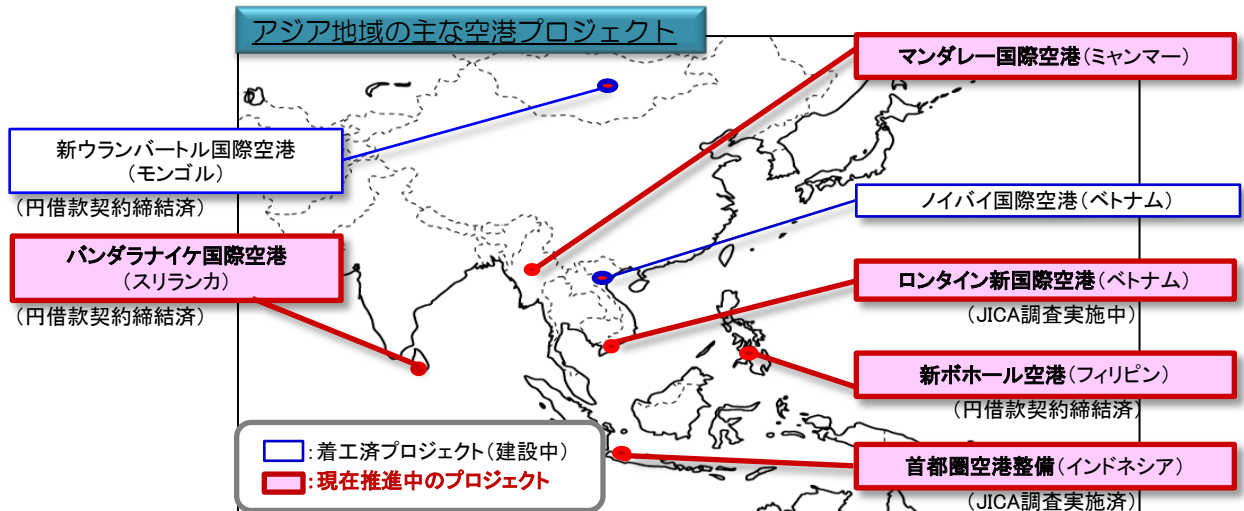 アジア地域の主な空港プロジェクト
マンダレー国際空港(ミャンマー)
新ウランバートル国際空港
(モンゴル)
(円借款契約締結済)
ノイバイ国際空港(ベトナム)
バンダラナイケ国際空港
(スリランカ)
(円借款契約締結済)
ロンタイン新国際空港(ベトナム)
(JICA調査実施中)
新ボホール空港(フィリピン)
(円借款契約締結済)
首都圏空港整備(インドネシア)
(JICA調査実施済)
:着工済プロジェクト(建設中)
:現在推進中のプロジェクト